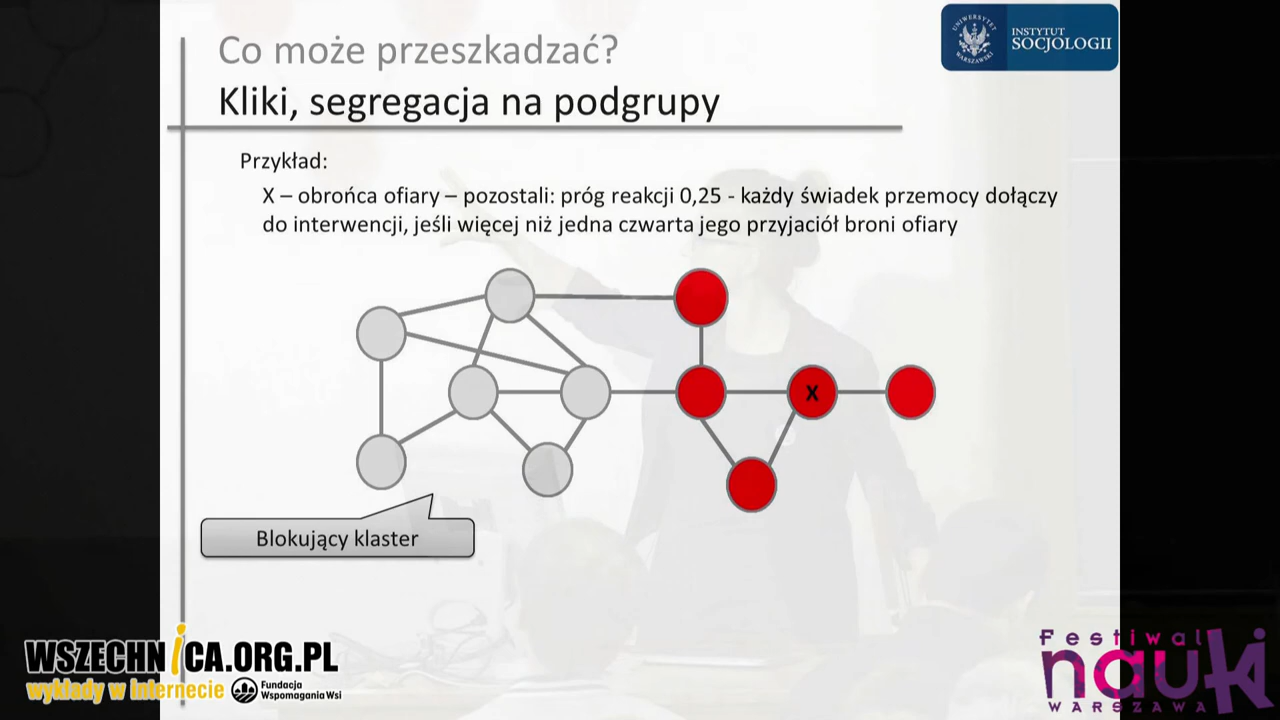 Co może przeszkadzać?
Kliki, segregacja na podgrupy
UNIWERSYTET
WARSZAWSKI
INSTYTUT
SOCJOLOGII
Przykład:
X – obrońca ofiary – pozostali: próg reakcji 0,25 - każdy świadek przemocy dołączy
do interwencji, jeśli więcej niż jedna czwarta jego przyjaciół broni ofiary
X
Blokujący klaster
WSZECHNiCA.ORG.PL
wykłady w Internecie
Fundacja
Wspomagania Wsi
Festiwal
nauki
WARSZAWA